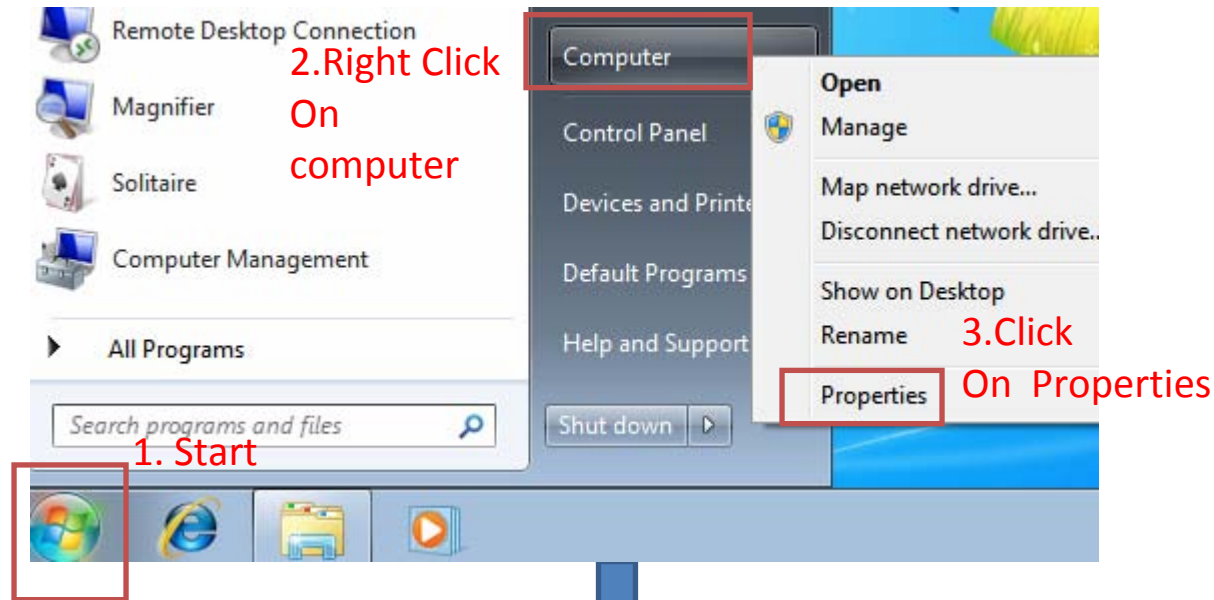 Remote Desktop Connection
Magnifier
Solitaire
Computer Management
All Programs
Search programs and files
1. Start
2.Right Click
On
computer
Computer
Control Panel
Devices and Printe
Default Programs
Help and Support
Shut down
Open
Manage
Map network drive...
Disconnect network drive..
Show on Desktop
Rename
Properties
3.Click
On Properties